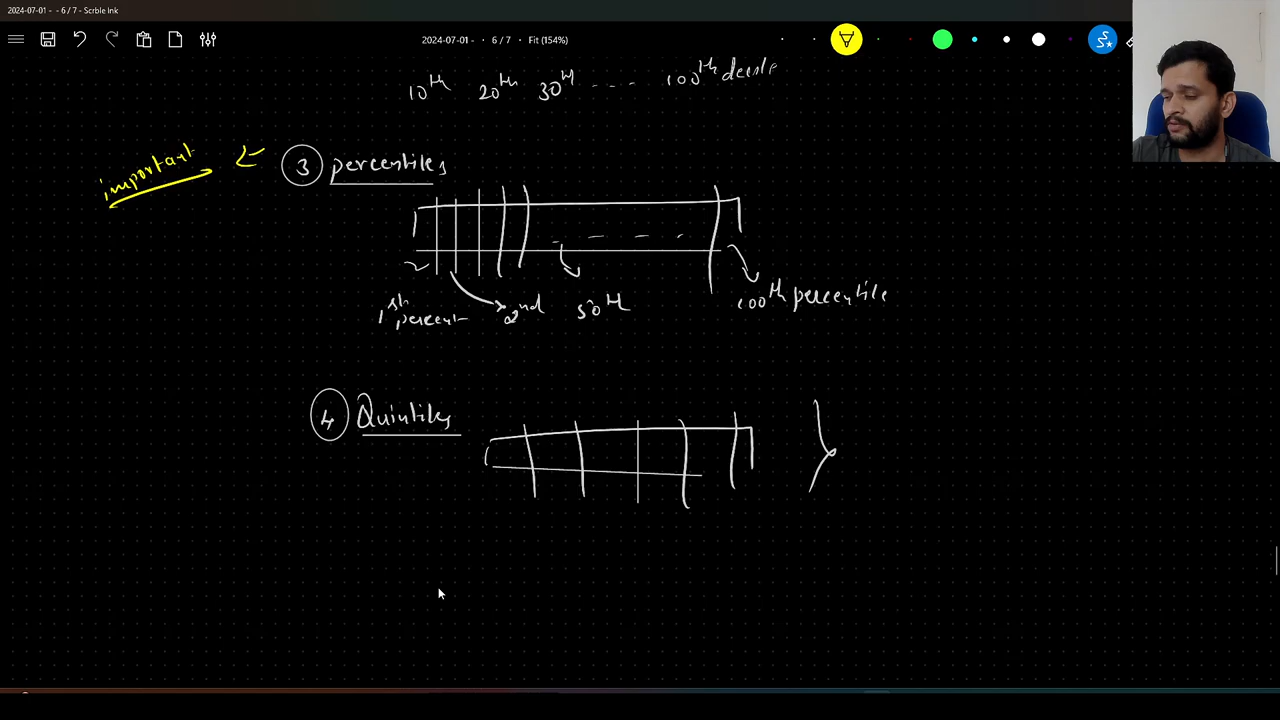 2024-07-01 - - 6 / 7 - Scrble Ink
2024-07-01 - • 6 / 7 • Fit (154%)
10th 20th 30th .... 100th decile
important
3 percentiles
1st percent 2nd 50th 100th percentile
4 Quintiles